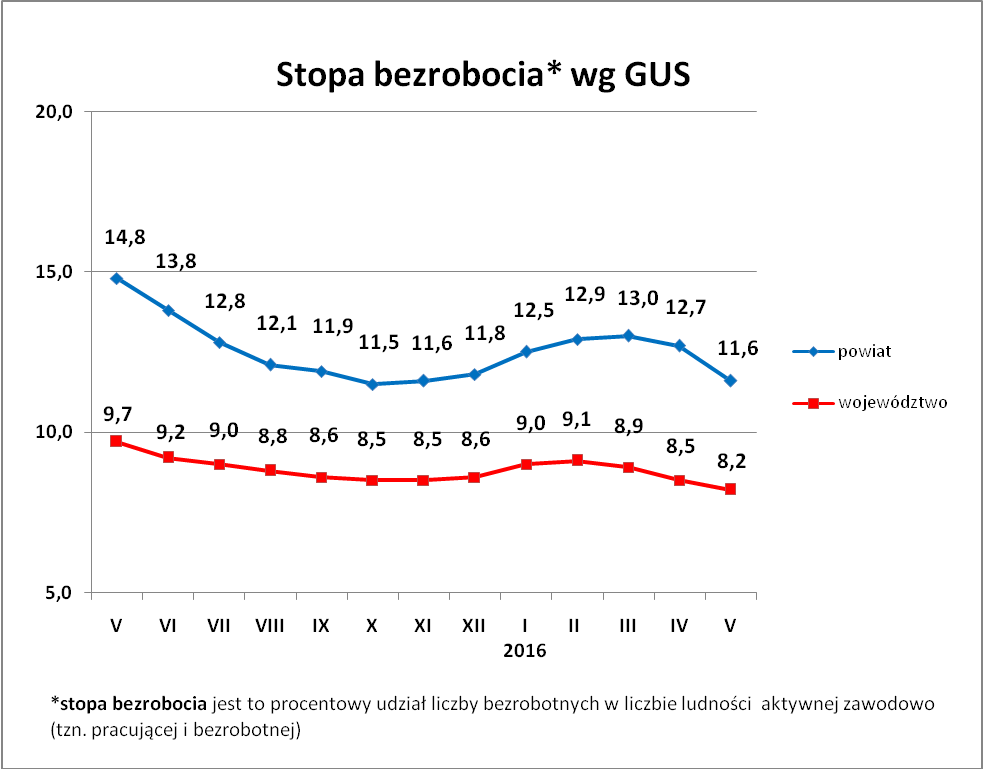 Stopa bezrobocia* wg GUS
20,0
15,0
10,0
5,0
14,8 13,8 12,8 12,1 11,9 11,5 11,6 11,8 12,5 12,9 13,0 12,7 11,6
9,7 9,2 9,0 8,8 8,6 8,5 8,5 8,6 9,0 9,1 8,9 8,5 8,2
V VI VII VIII IX X XI XII I II III IV V
2016
powiat
województwo
*stopa bezrobocia jest to procentowy udział liczby bezrobotnych w liczbie ludności aktywnej zawodowo
(tzn. pracującej i bezrobotnej)